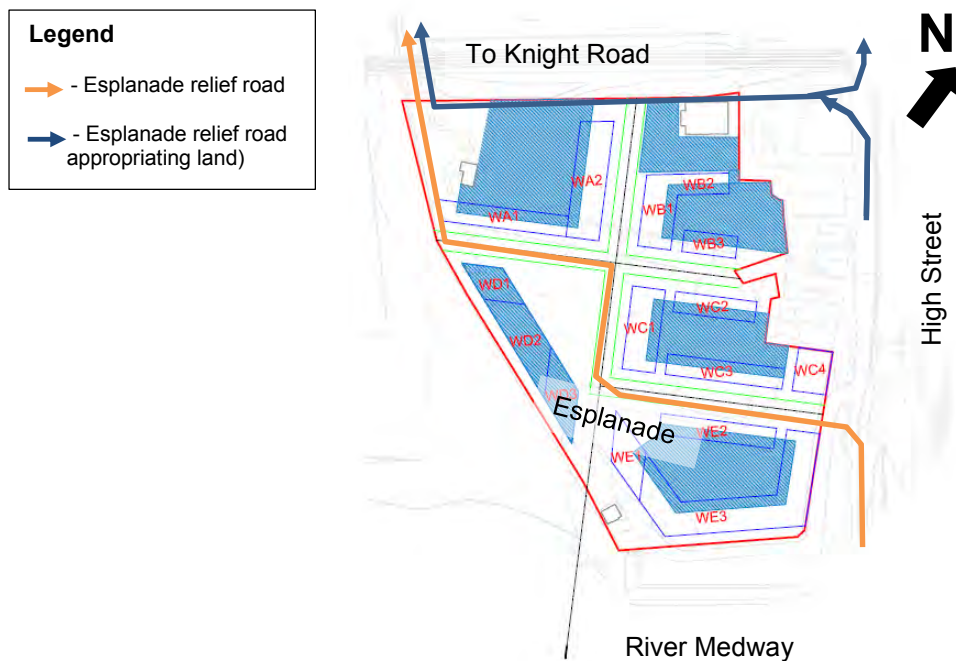 Legend
- Esplanade relief road
- Esplanade relief road
appropriating land)
To Knight Road
N
WA2
WA1
WB2
WB1
WB3
High Street
WD1
WD2
WD3
WC2
WC1
WC3
WC4
Esplanade
WE2
WE1
WE3
River Medway